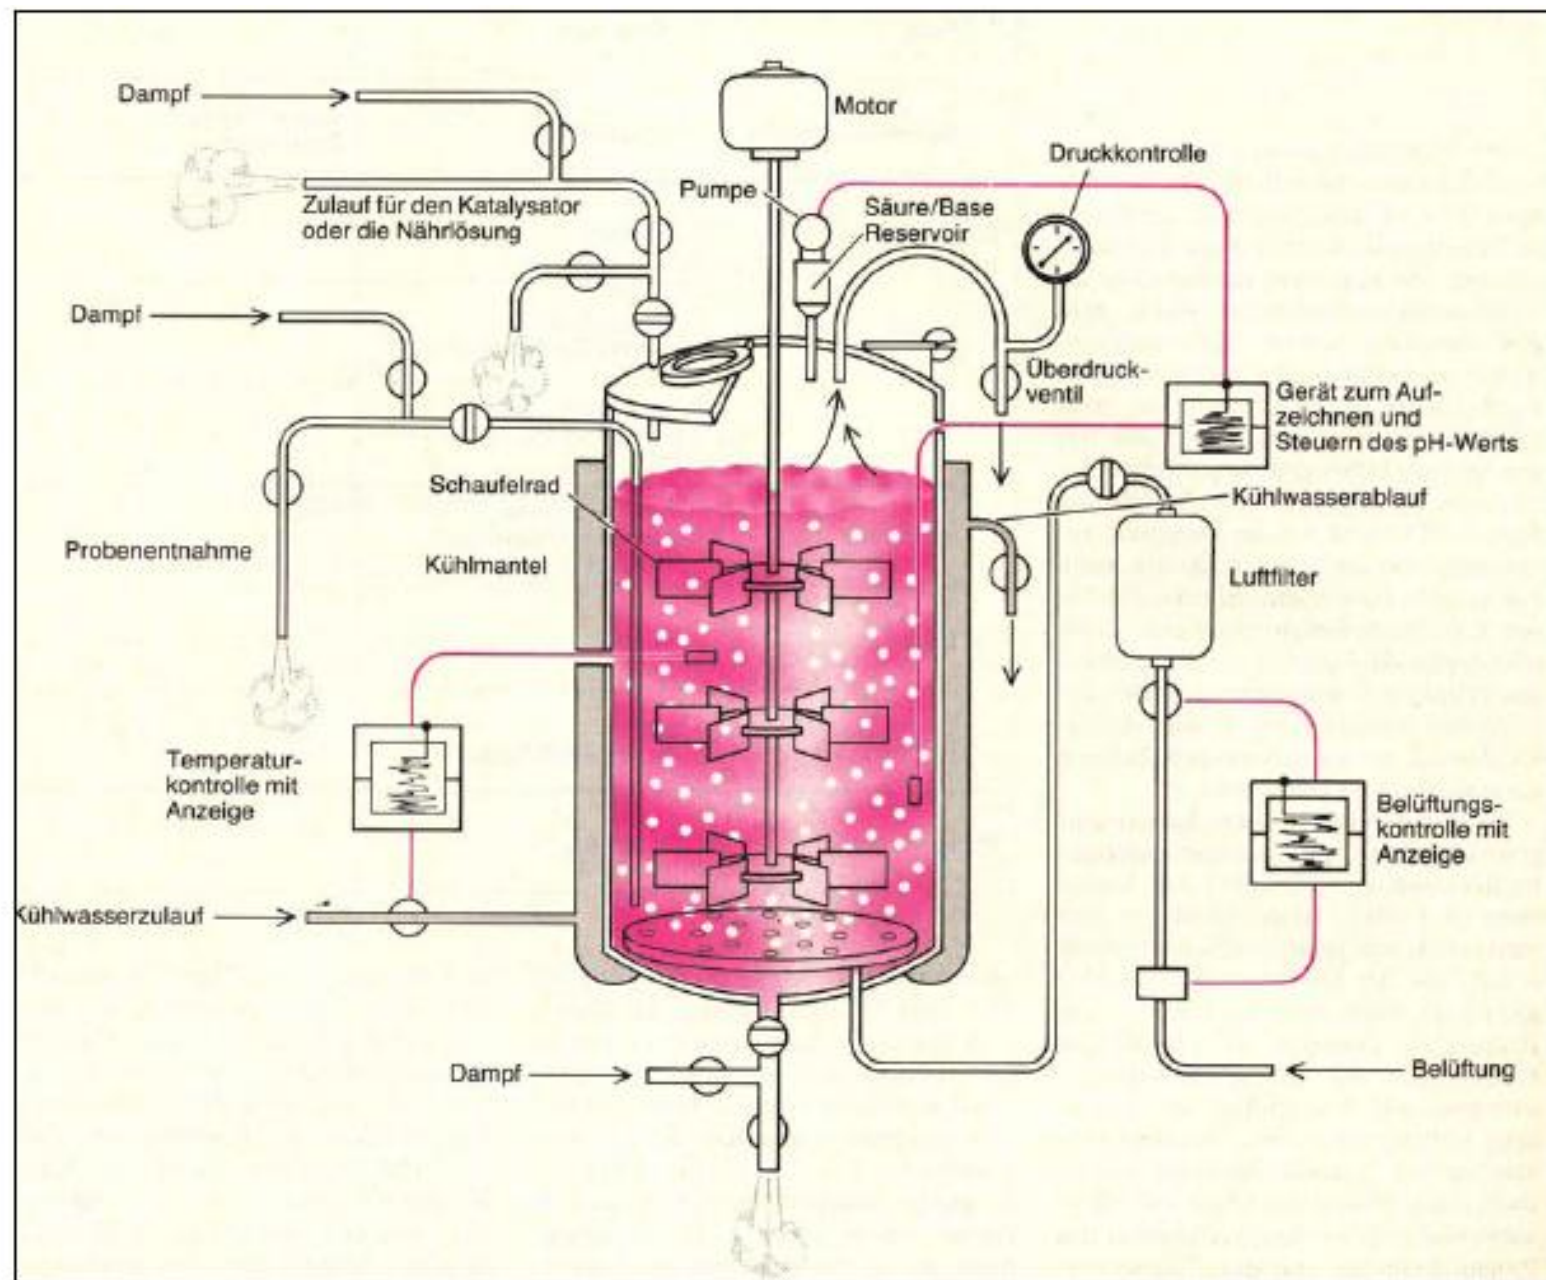 Dampf
Motor
Druckkontrolle
Pumpe
Zulauf für den Katalysator
oder die Nährlösung
Säure/Base
Reservoir
Dampf
Überdruck-
ventil
Gerät zum Auf-
zeichnen und
Steuern des pH-Werts
Schaufelrad
Kühlwasserablauf
Probenentnahme
Kühlmantel
Luftfilter
Temperatur-
kontrolle mit
Anzeige
Belüftungs-
kontrolle mit
Anzeige
Kühlwasserzulauf
Dampf
Belüftung